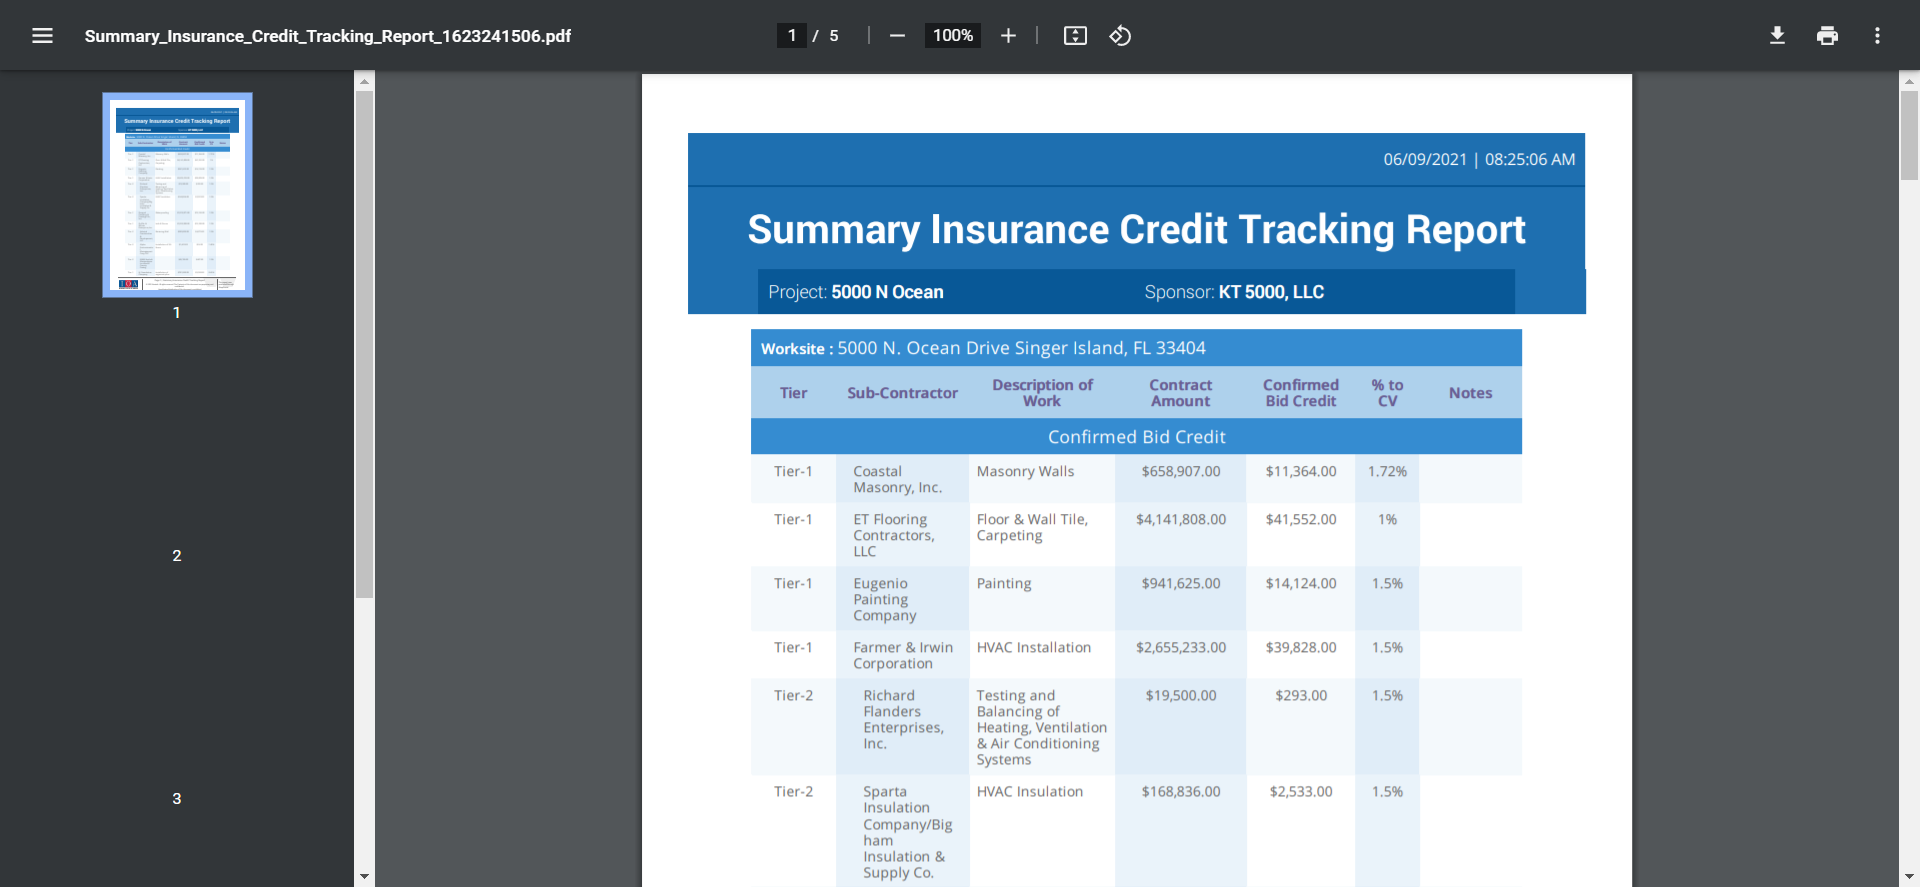 Summary_Insurance_Credit_Tracking_Report_1623241506.pdf
1 / 5
100%
Summary Insurance Credit Tracking Report
1
2
3
06/09/2021 | 08:25:06 AM
Summary Insurance Credit Tracking Report
Project: 5000 N Ocean Sponsor: KT 5000, LLC
Worksite : 5000 N. Ocean Drive Singer Island, FL 33404
Tier Sub-Contractor Description of Work Contract Amount Confirmed Bid Credit % to CV Notes
Confirmed Bid Credit
Tier-1 Coastal Masonry Walls $658,907.00 $11,364.00 1.72%
Masonry, Inc.
Tier-1 ET Flooring Floor & Wall Tile, $4,141,808.00 $41,552.00 1%
Contractors, Carpeting
LLC
Tier-1 Eugenio Painting $941,625.00 $14,124.00 1.5%
Painting
Company
Tier-1 Farmer & Irwin HVAC Installation $2,655,233.00 $39,828.00 1.5%
Corporation
Tier-2 Richard Testing and $19,500.00 $293.00 1.5%
Flanders Balancing of
Enterprises, Heating, Ventilation
Inc. & Air Conditioning
Systems
Tier-2 Sparta HVAC Insulation $168,836.00 $2,533.00 1.5%
Insulation
Company/Big
ham
Insulation &
Supply Co.